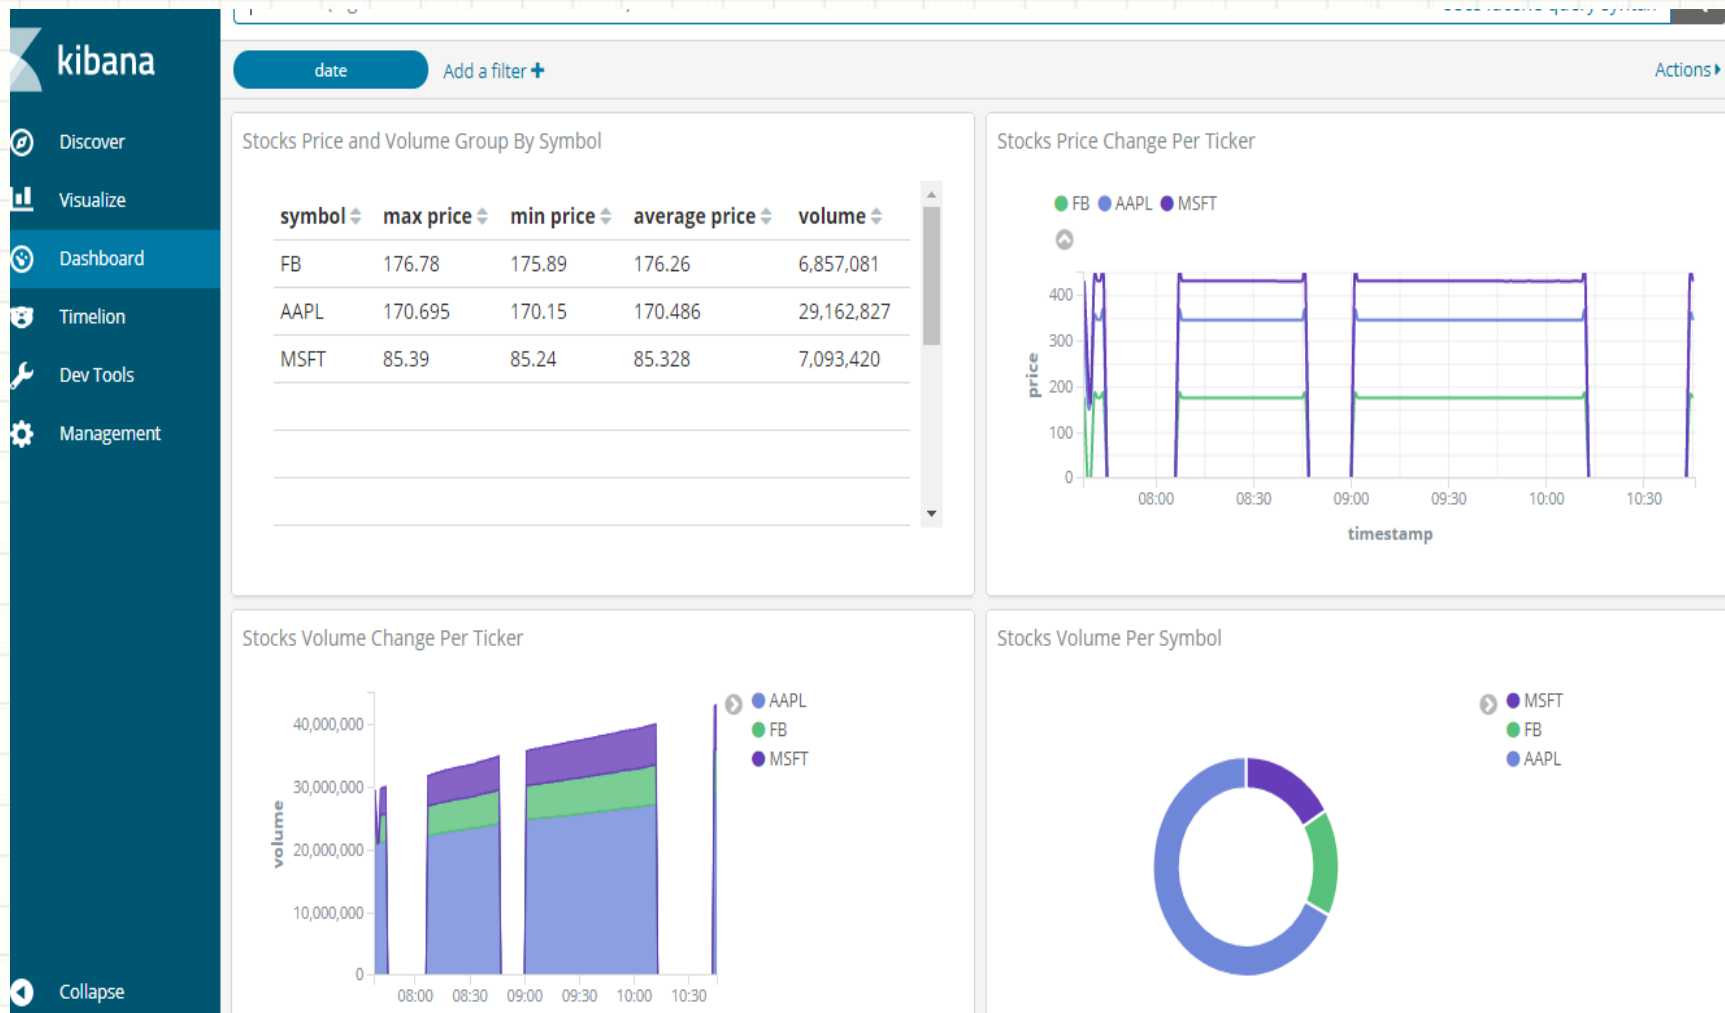 kibana
Discover
Visualize
Dashboard
Timelion
Dev Tools
Management
Collapse
date
Add a filter
Actions
Stocks Price and Volume Group By Symbol
symbol max price min price average price volume
FB 176.78 175.89 176.26 6,857,081
AAPL 170.695 170.15 170.486 29,162,827
MSFT 85.39 85.24 85.328 7,093,420
Stocks Price Change Per Ticker
FB AAPL MSFT
400
300
200
100
0
price
08:00 08:30 09:00 09:30 10:00 10:30
timestamp
Stocks Volume Change Per Ticker
AAPL
FB
MSFT
40,000,000
30,000,000
20,000,000
10,000,000
0
volume
08:00 08:30 09:00 09:30 10:00 10:30
Stocks Volume Per Symbol
MSFT
FB
AAPL